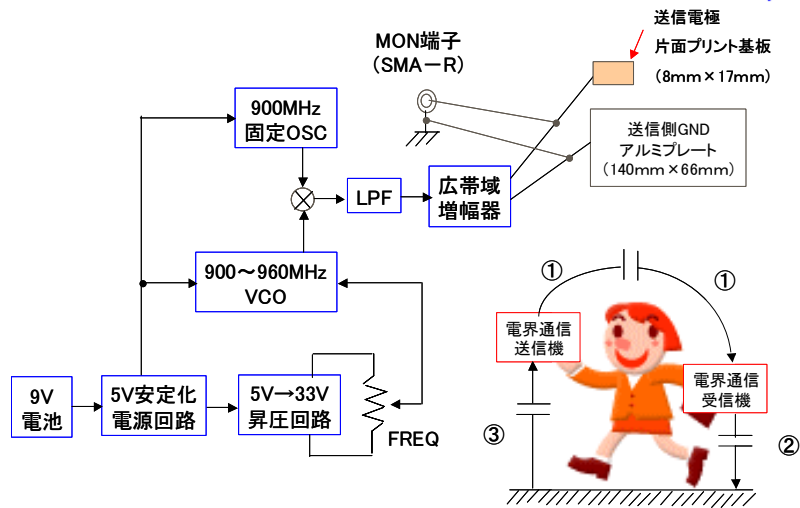 送信電極
片面プリント基板
（8mm×17mm）
MON端子
（SMA－R）
900MHz
固定OSC
送信側GND
アルミプレート
（140mm×66mm）
LPF
広帯域
増幅器
900～960MHz
VCO
①
①
電界通信
送信機
電界通信
受信機
9V
電池
5V安定化
電源回路
5V→33V
昇圧回路
FREQ
③
②